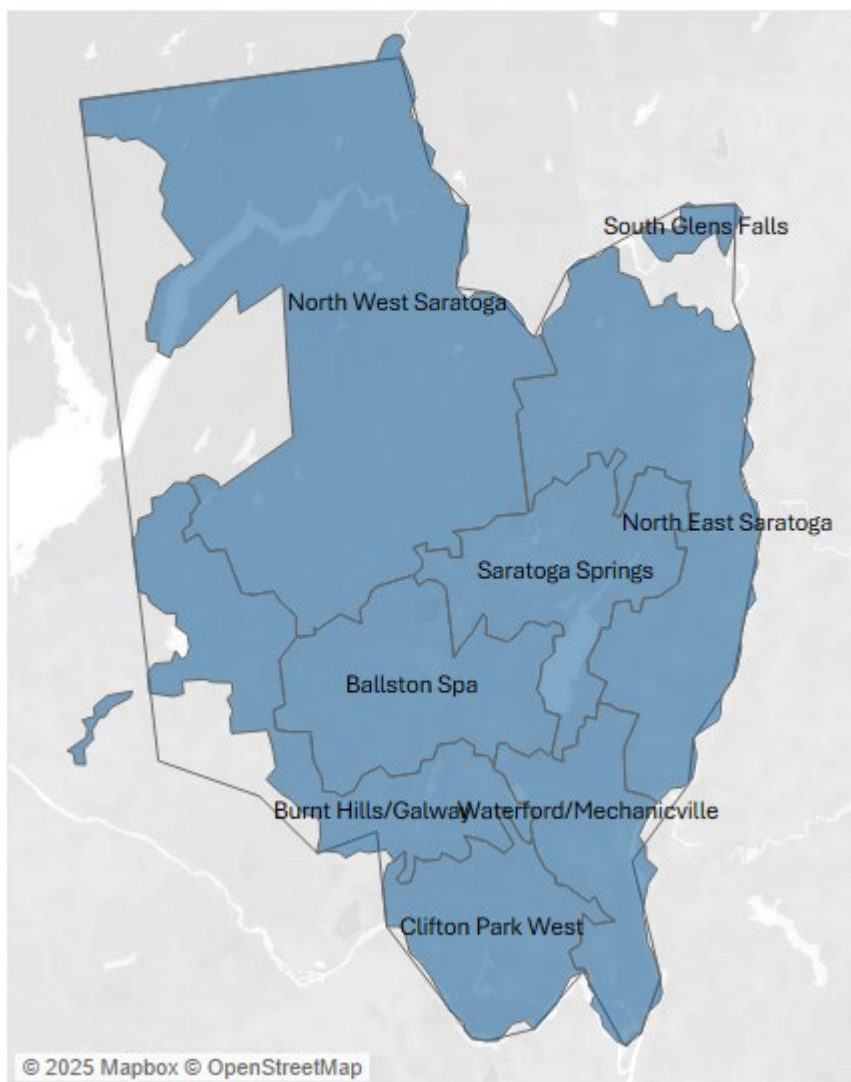 South Glens Falls
North West Saratoga
North East Saratoga
Saratoga Springs
Ballston Spa
Burnt Hills/Galway
Waterford/Mechanicville
Clifton Park West
© 2025 Mapbox © OpenStreetMap